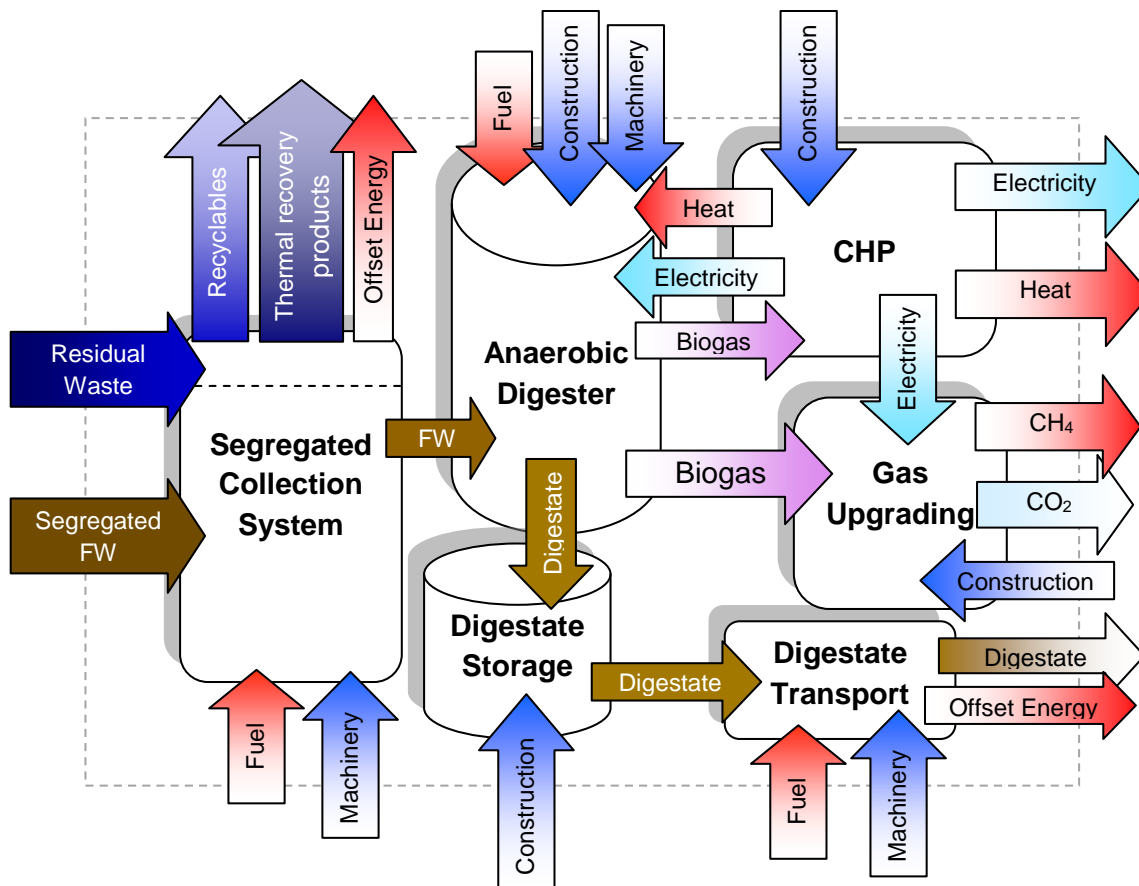 Fuel
Construction
Machinery
Construction
Recyclables
Thermal recovery
products
Offset Energy
Heat
Electricity
Biogas
CHP
Electricity
Heat
Residual
Waste
Anaerobic
Digester
Electricity
Segregated
Collection
System
FW
Biogas
Gas
Upgrading
CH4
CO2
Construction
Segregated
FW
Digestate
Digestate
Storage
Digestate
Digestate
Transport
Digestate
Offset Energy
Fuel
Machinery
Construction
Fuel
Machinery